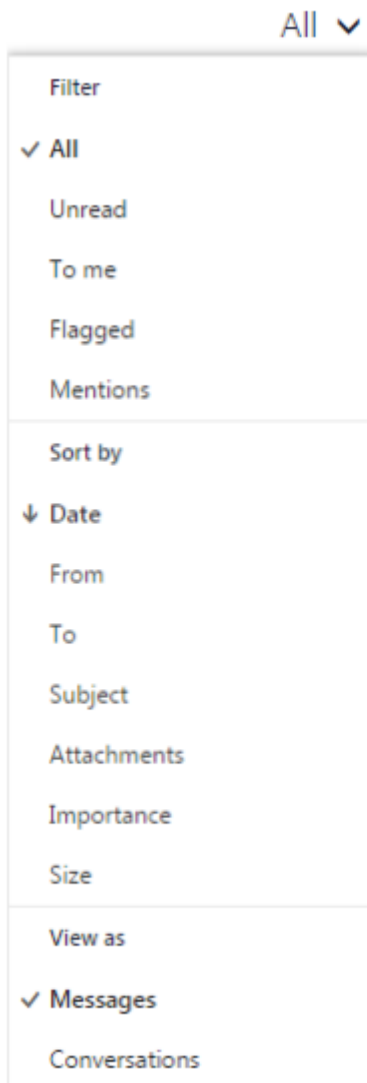 All
Filter
All
Unread
To me
Flagged
Mentions
Sort by
Date
From
To
Subject
Attachments
Importance
Size
View as
Messages
Conversations